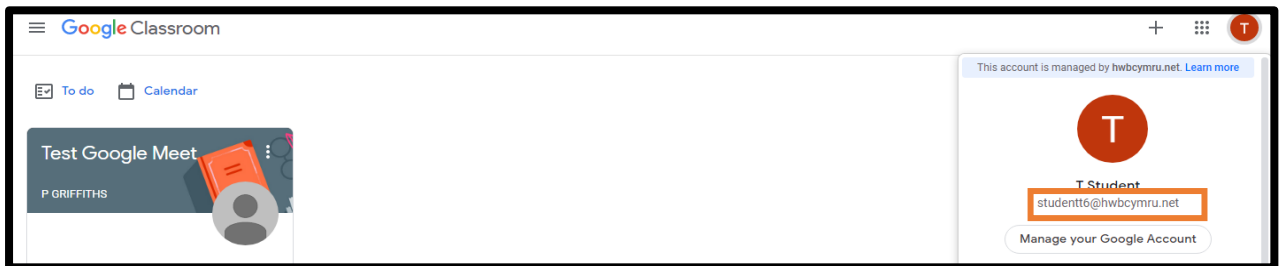 Google Classroom
T
This account is managed by hwbcymru.net. Learn more
To do Calendar
T
Test Google Meet
P GRIFFITHS
T Student
studentt6@hwbcymru.net
Manage your Google Account